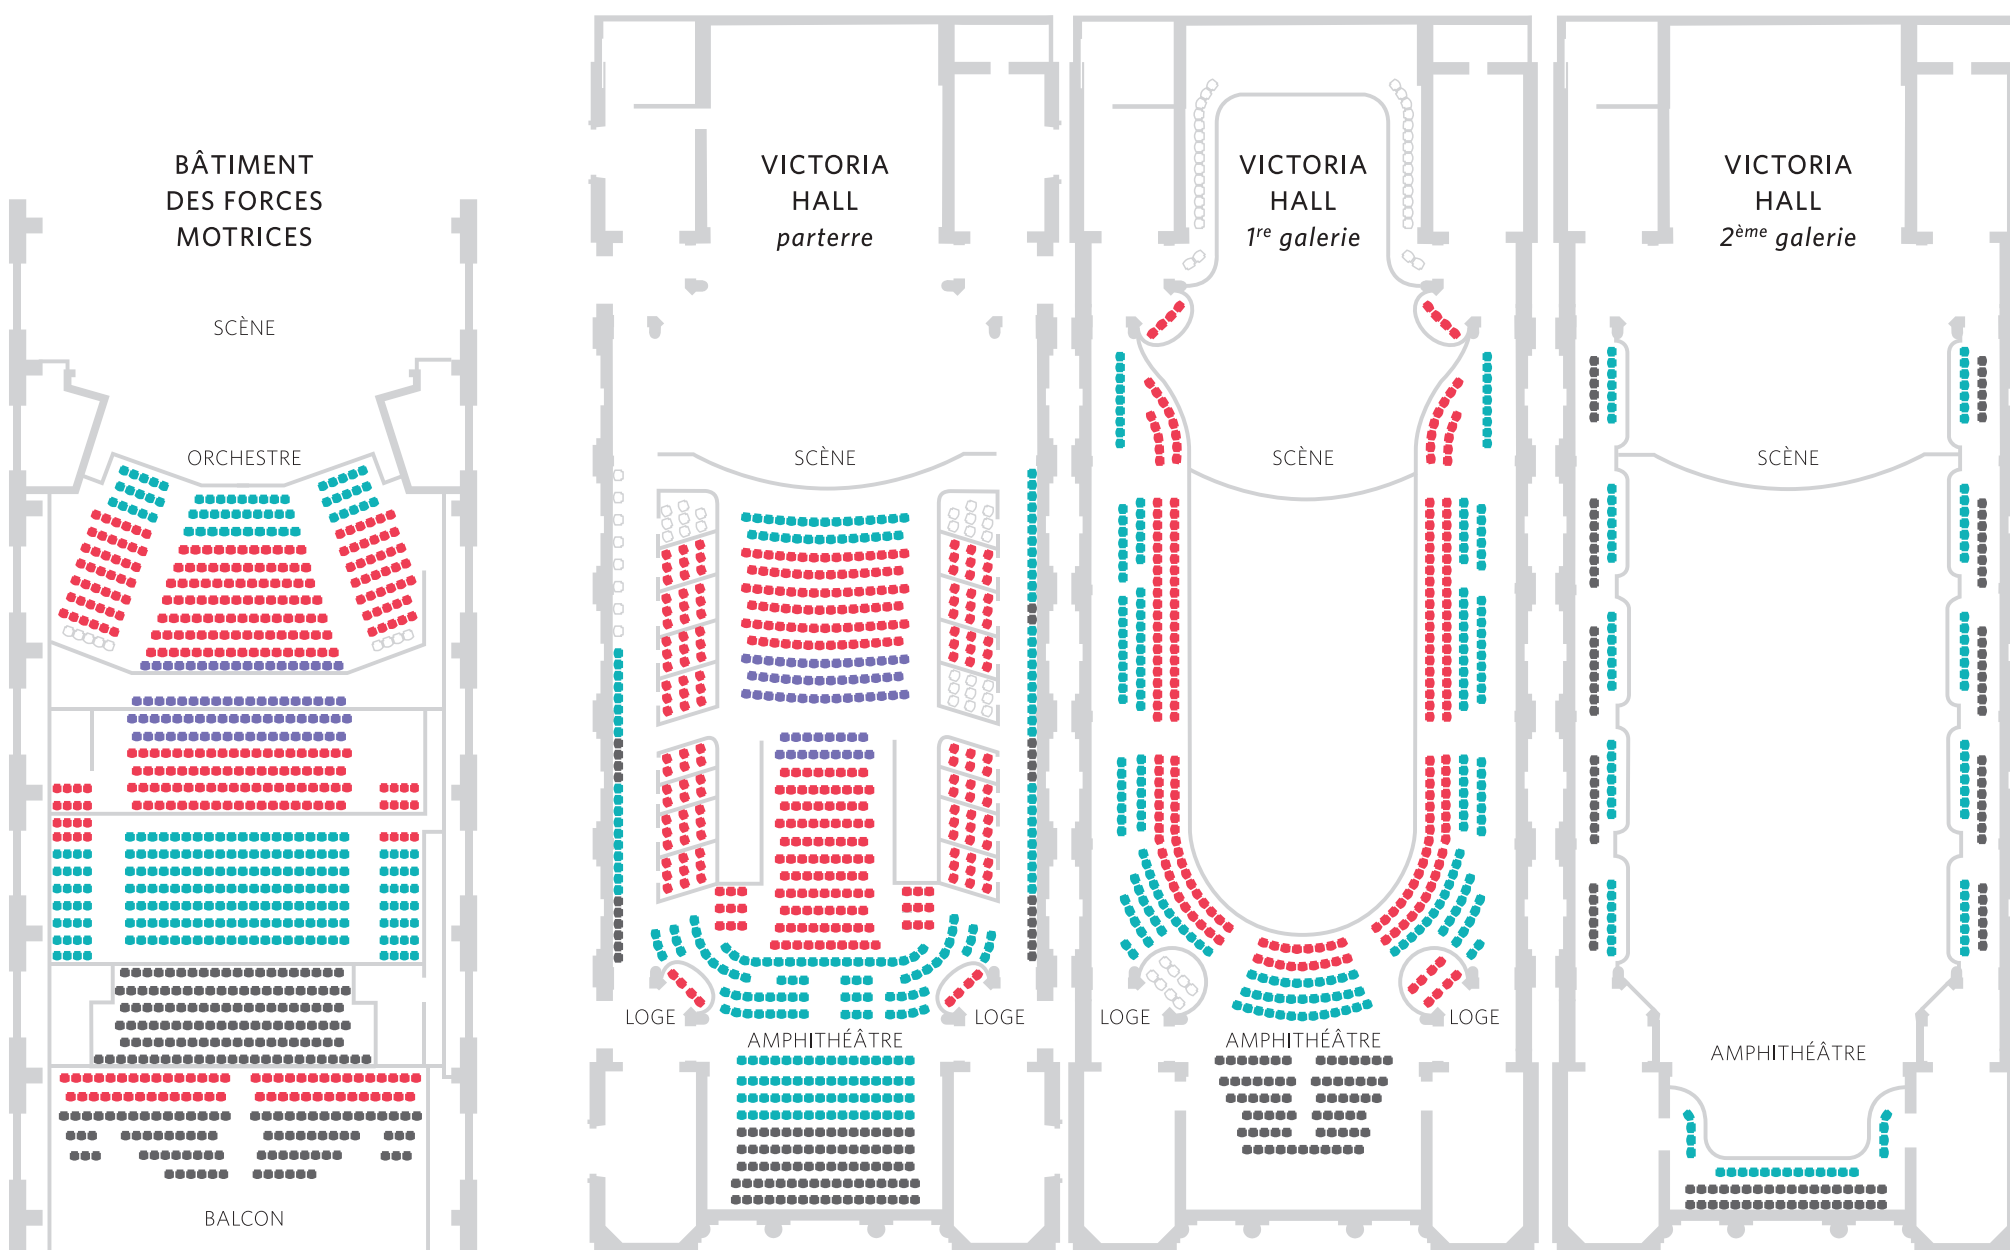 BÂTIMENT
DES FORCES
MOTRICES
SCÈNE
ORCHESTRE
BALCON
VICTORIA
HALL
parterre
SCÈNE
LOGE
LOGE
AMPHITHÉÂTRE
VICTORIA
HALL
1re galerie
SCÈNE
LOGE
LOGE
AMPHITHÉÂTRE
VICTORIA
HALL
2ème galerie
SCÈNE
AMPHITHÉÂTRE